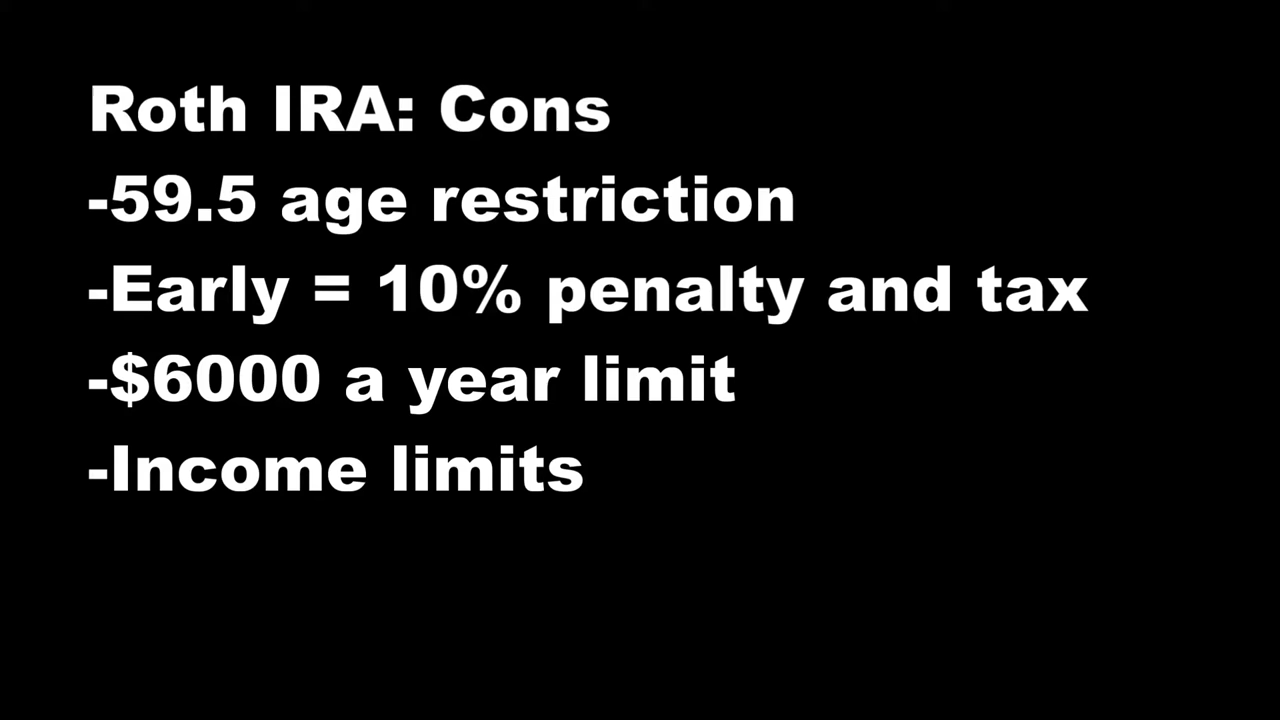 Roth IRA: Cons
-59.5 age restriction
-Early = 10% penalty and tax
-$6000 a year limit
-Income limits